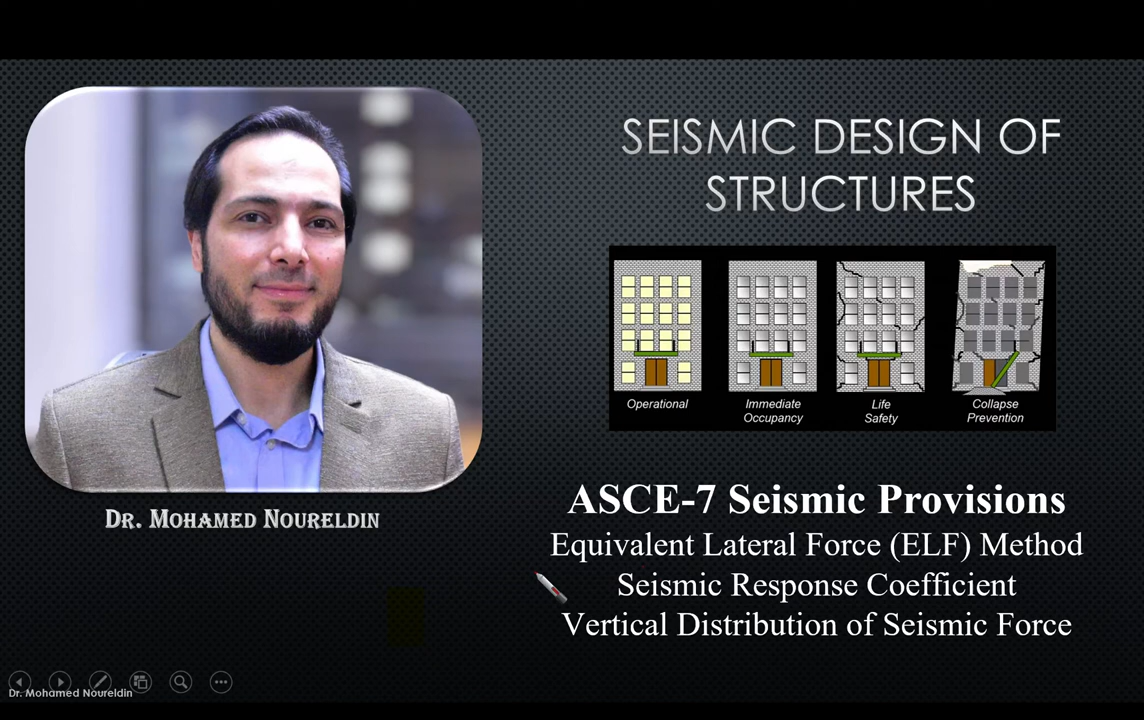 SEISMIC DESIGN OF
STRUCTURES
Operational
Immediate
Occupancy
Life
Safety
Collapse
Prevention
DR. MOHAMED NOURELDIN
ASCE-7 Seismic Provisions
Equivalent Lateral Force (ELF) Method
Seismic Response Coefficient
Vertical Distribution of Seismic Force
Dr. Mohamed Noureldin